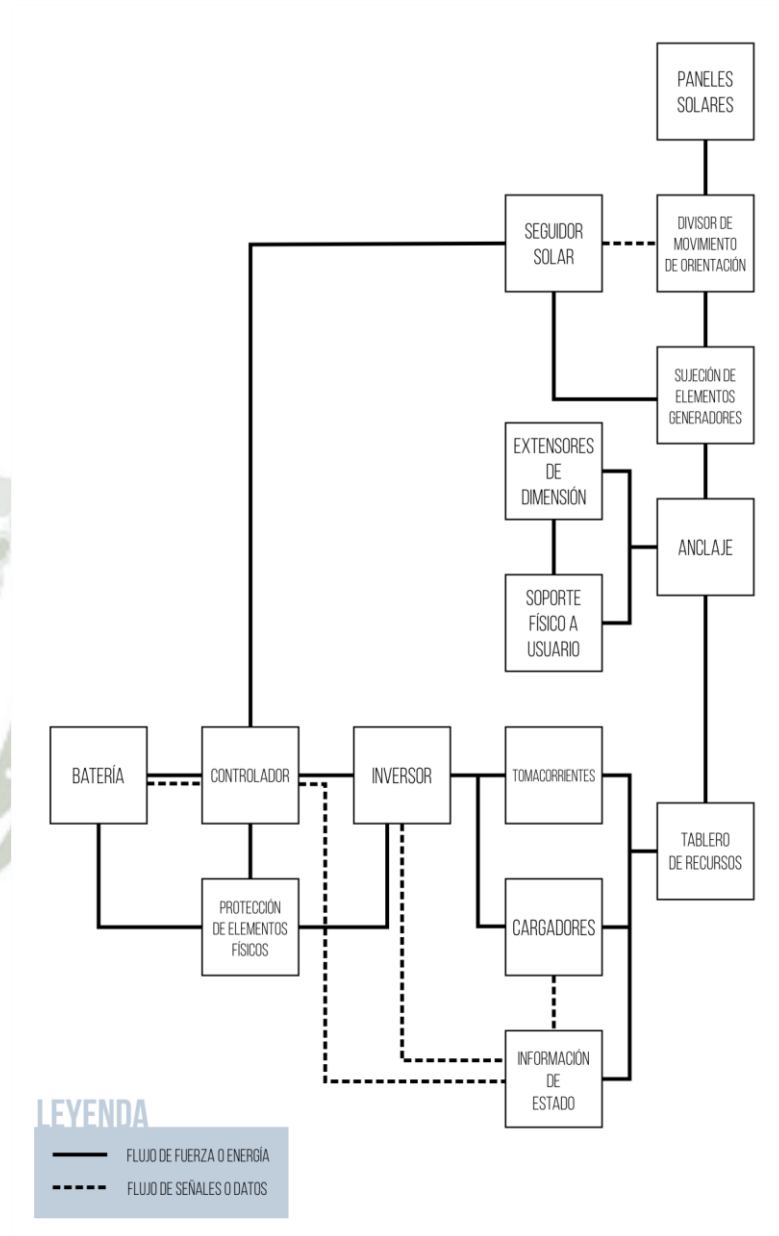 PANELES
SOLARES
SEGUIDOR
SOLAR
DIVISOR DE
MOVIMIENTO
DE ORIENTACIÓN
SUJECIÓN DE
ELEMENTOS
GENERADORES
EXTENSORES
DE
DIMENSIÓN
ANCLAJE
SOPORTE
FÍSICO A
USUARIO
BATERÍA
CONTROLADOR
INVERSOR
TOMACORRIENTES
TABLERO
DE RECURSOS
PROTECCIÓN
DE ELEMENTOS
FÍSICOS
CARGADORES
INFORMACIÓN
DE
ESTADO
LEYENDA
FLUJO DE FUERZA O ENERGÍA
FLUJO DE SEÑALES O DATOS